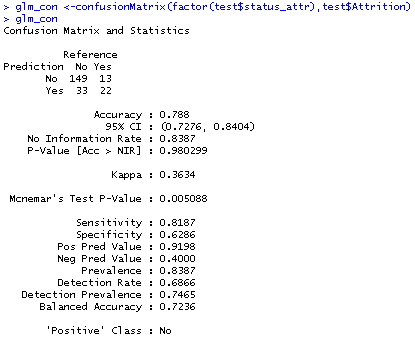 > glm_con <-confusionMatrix(factor(test$status_attr),test$Attrition)
> glm_con
Confusion Matrix and Statistics
Reference
Prediction No Yes
No 149 13
Yes 33 22
Accuracy : 0.788
95% CI : (0.7276, 0.8404)
No Information Rate : 0.8387
P-Value [Acc > NIR] : 0.980299
Kappa : 0.3634
Mcnemar's Test P-Value : 0.005088
Sensitivity : 0.8187
Specificity : 0.6286
Pos Pred Value : 0.9198
Neg Pred Value : 0.4000
Prevalence : 0.8387
Detection Rate : 0.6866
Detection Prevalence : 0.7465
Balanced Accuracy : 0.7236
'Positive' Class : No